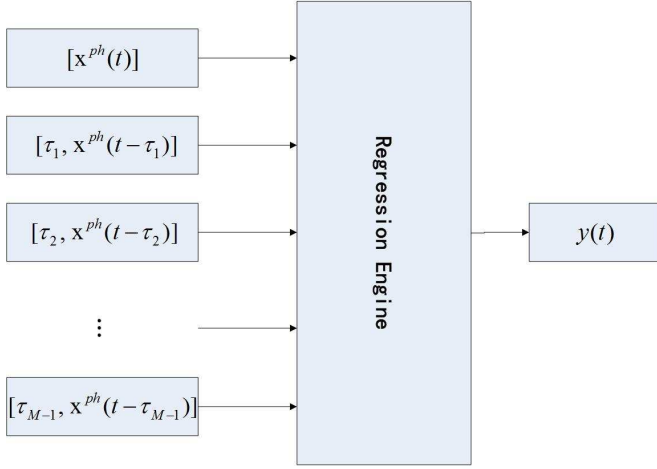 [x^{ph}(t)]
[τ_1, x^{ph}(t−τ_1)]
[τ_2, x^{ph}(t−τ_2)]
⋮
[τ_{M−1}, x^{ph}(t−τ_{M−1})]
Regression Engine
y(t)